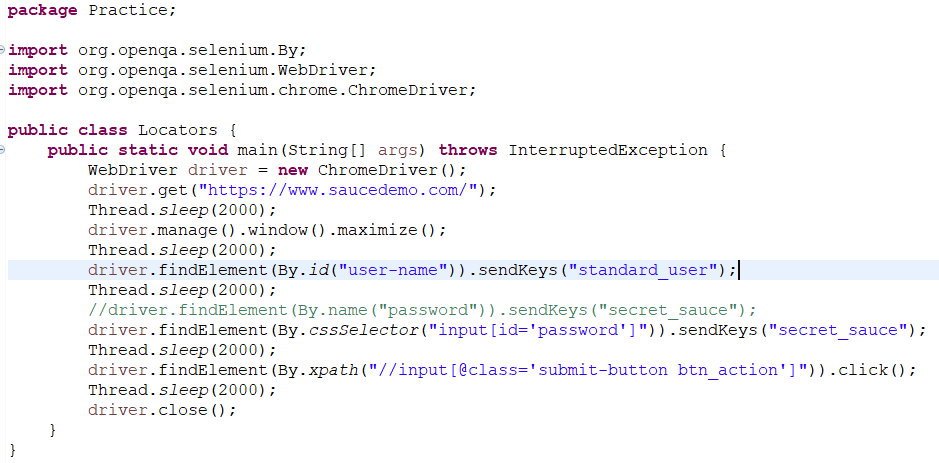 package Practice;
import org.openqa.selenium.By;
import org.openqa.selenium.WebDriver;
import org.openqa.selenium.chrome.ChromeDriver;
public class Locators {
public static void main(String[] args) throws InterruptedException {
WebDriver driver = new ChromeDriver();
driver.get("https://www.saucedemo.com/");
Thread.sleep(2000);
driver.manage().window().maximize();
Thread.sleep(2000);
driver.findElement(By.id("user-name")).sendKeys("standard_user");
Thread.sleep(2000);
//driver.findElement(By.name("password")).sendKeys("secret_sauce");
driver.findElement(By.cssSelector("input[id='password']")).sendKeys("secret_sauce");
Thread.sleep(2000);
driver.findElement(By.xpath("//input[@class='submit-button btn_action']")).click();
Thread.sleep(2000);
driver.close();
}
}